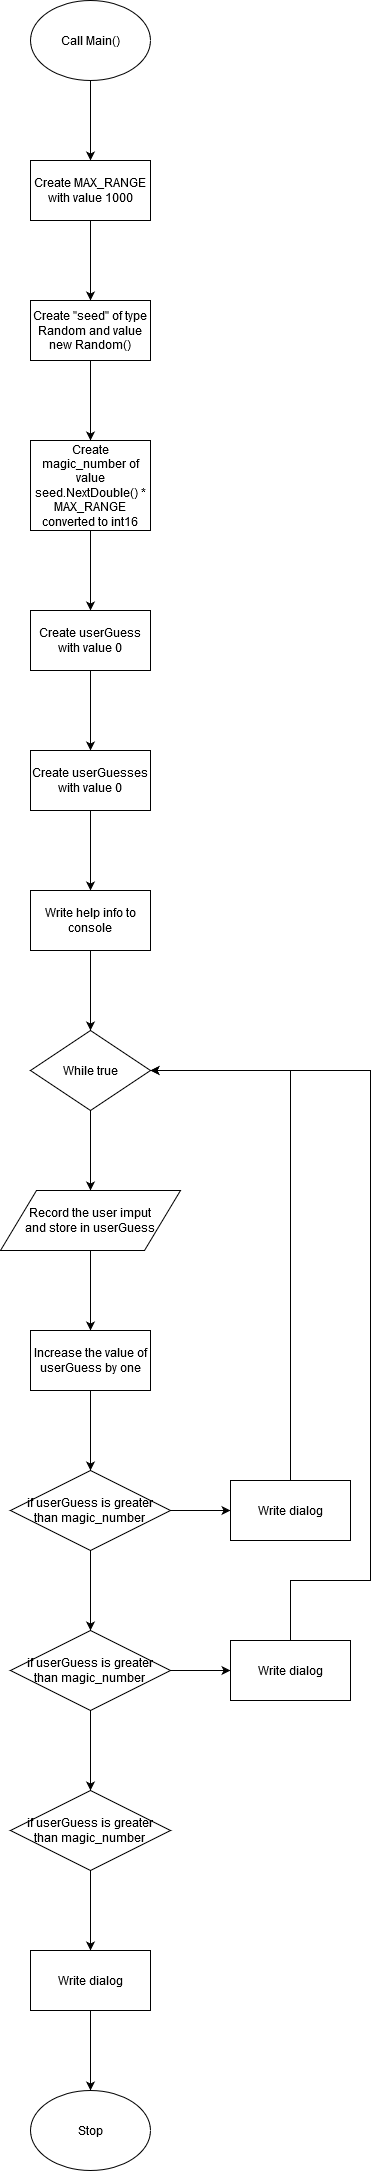 Call Main()
Create MAX_RANGE
with value 1000
Create "seed" of type
Random and value
new Random()
Create
magic_number of
value
seed.NextDouble() *
MAX_RANGE
converted to int16
Create userGuess
with value 0
Create userGuesses
with value 0
Write help info to
console
While true
Record the user imput
and store in userGuess
Increase the value of
userGuess by one
if userGuess is greater
than magic_number
Write dialog
if userGuess is greater
than magic_number
Write dialog
if userGuess is greater
than magic_number
Write dialog
Stop